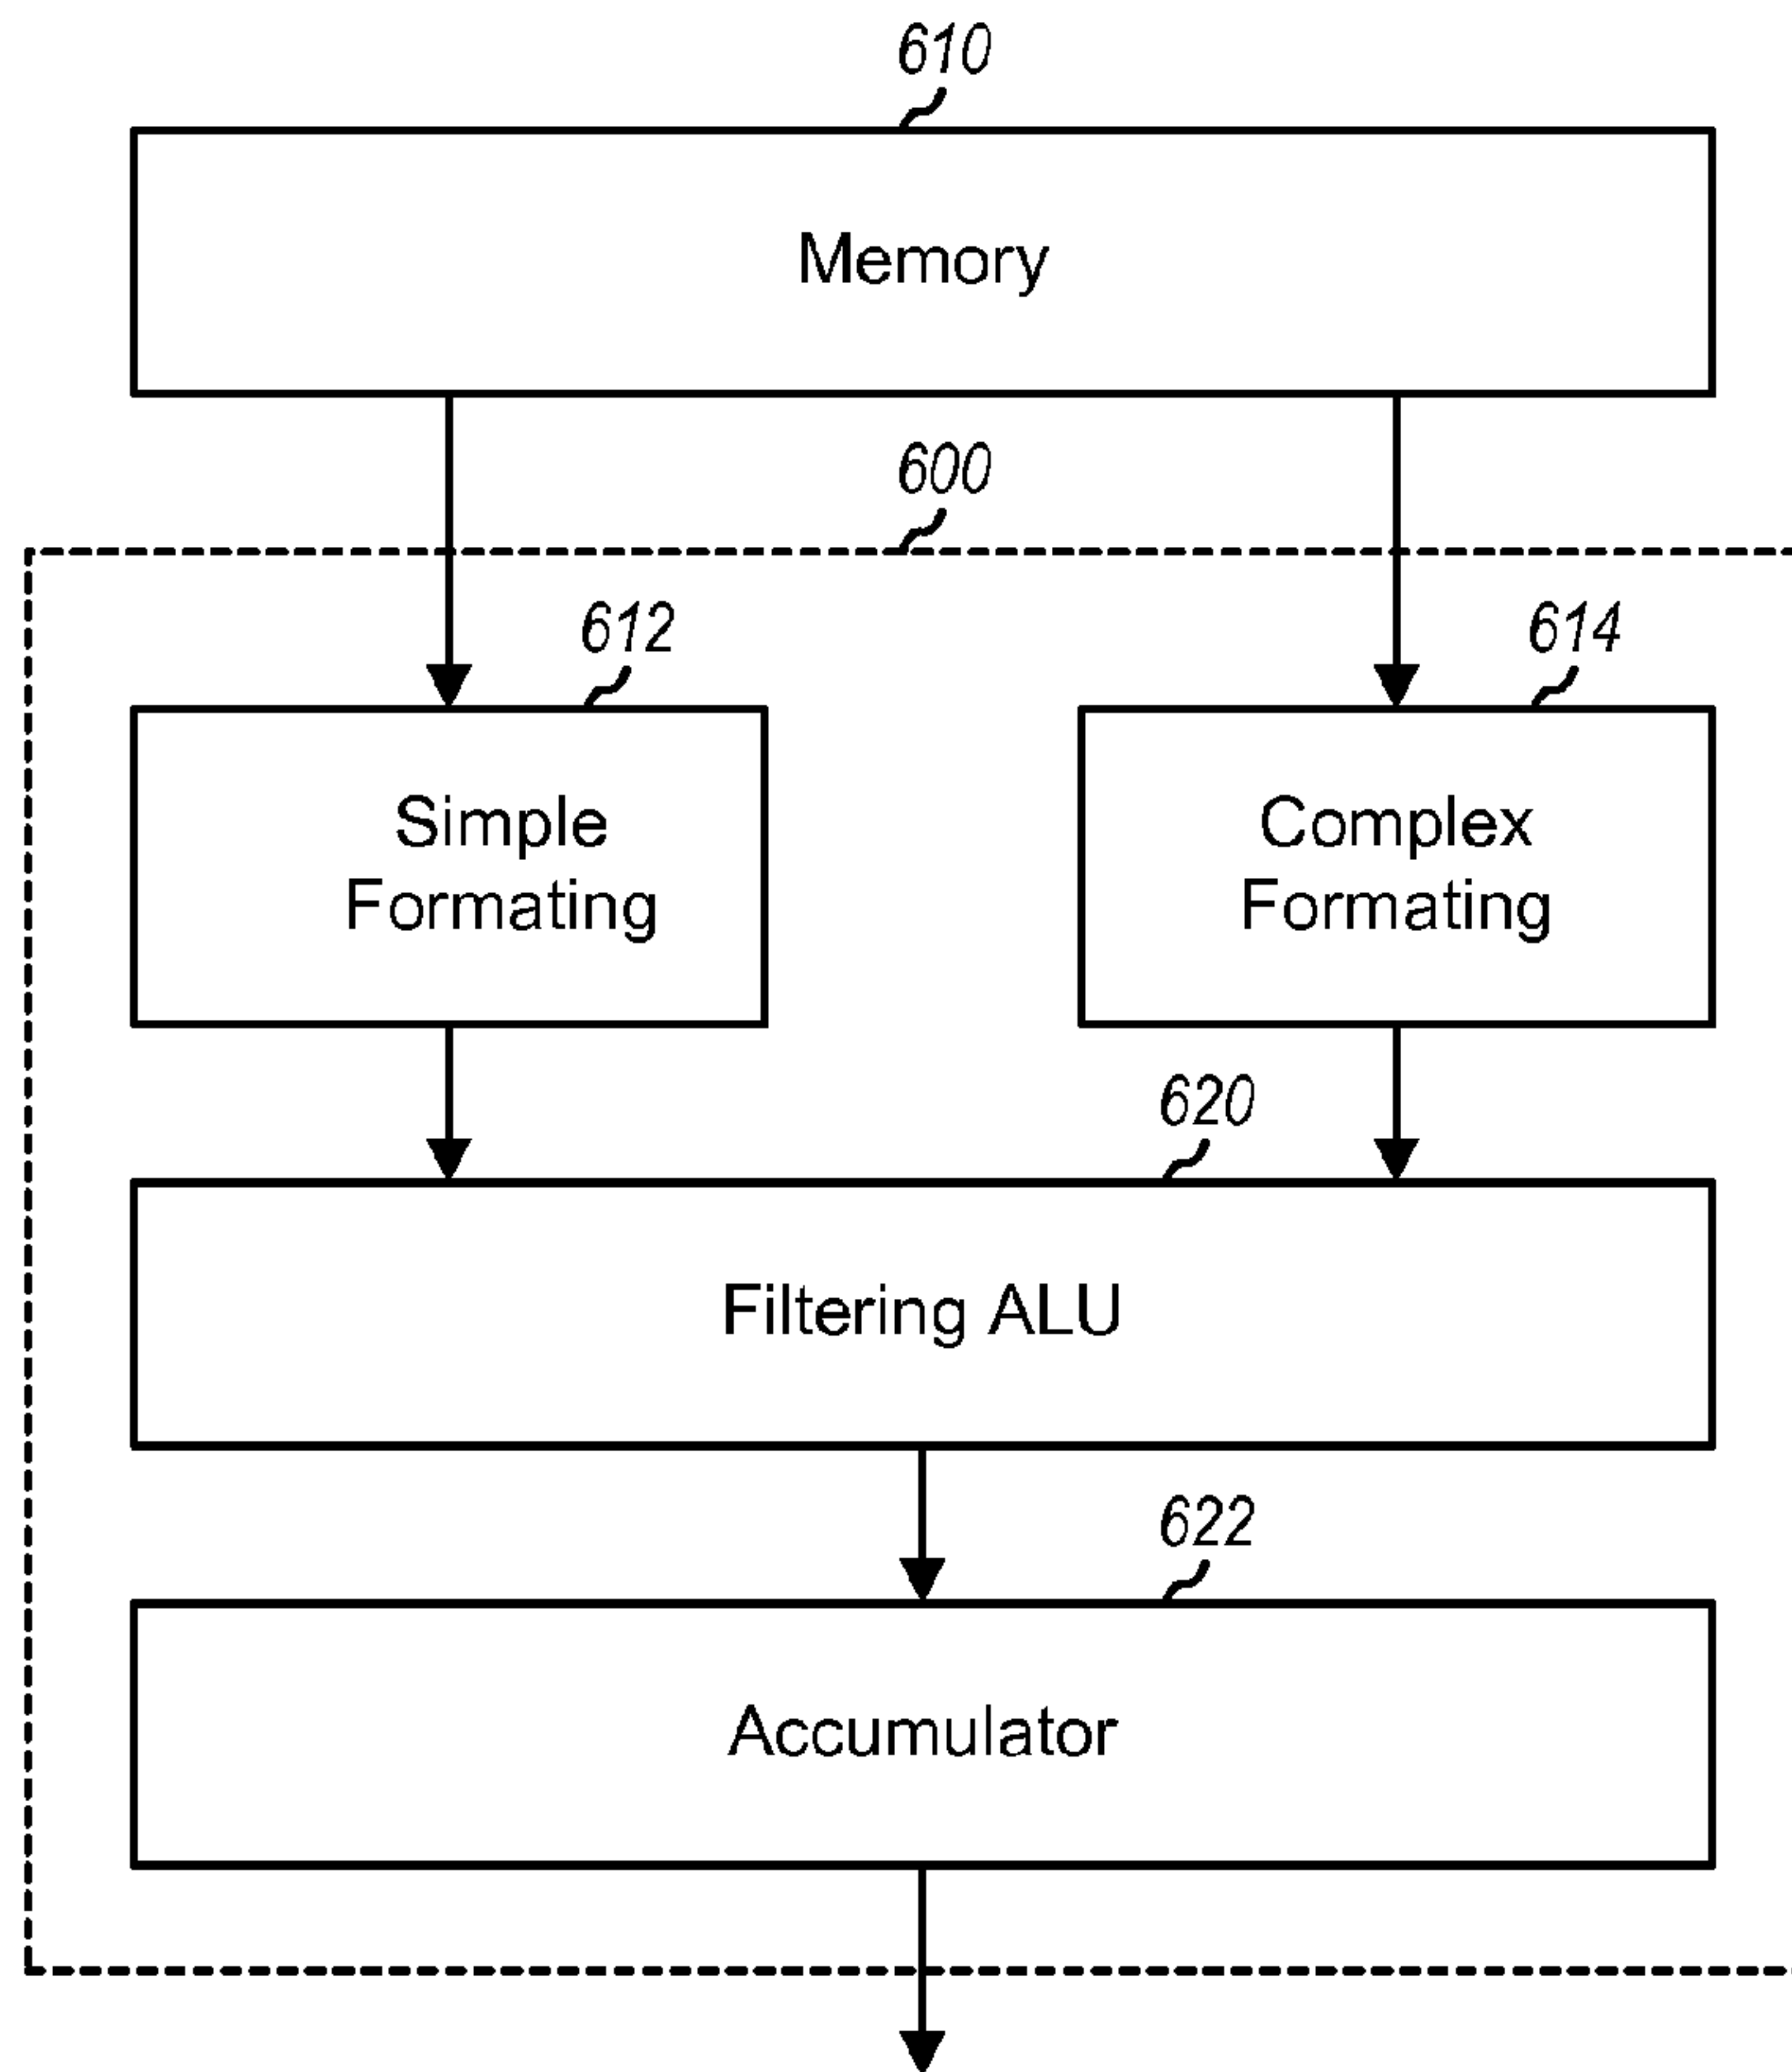 610
Memory
600
612
614
Simple
Formating
Complex
Formating
620
Filtering ALU
622
Accumulator